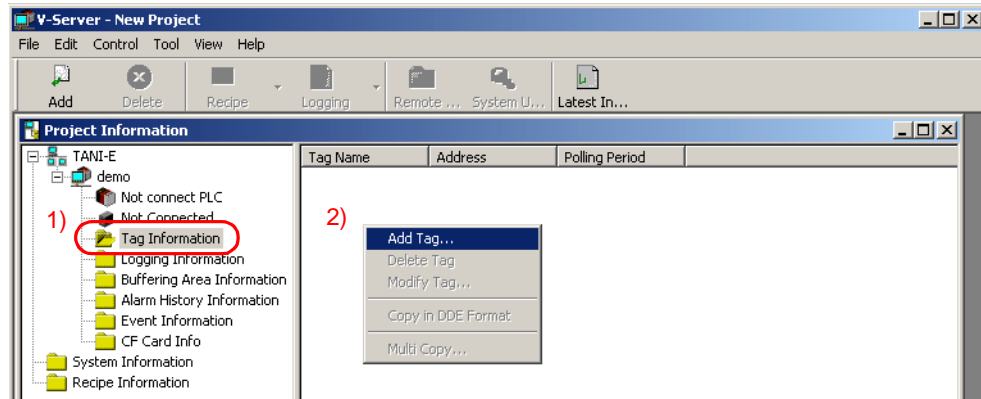 V-Server - New Project
File Edit Control Tool View Help
Add Delete Recipe Logging Remote ... System U... Latest In...
Project Information
TANI-E
demo
Not connect PLC
Not Connected
Tag Information
Logging Information
Buffering Area Information
Alarm History Information
Event Information
CF Card Info
System Information
Recipe Information
1)
Tag Name Address Polling Period
2)
Add Tag...
Delete Tag
Modify Tag...
Copy in DDE Format
Multi Copy...